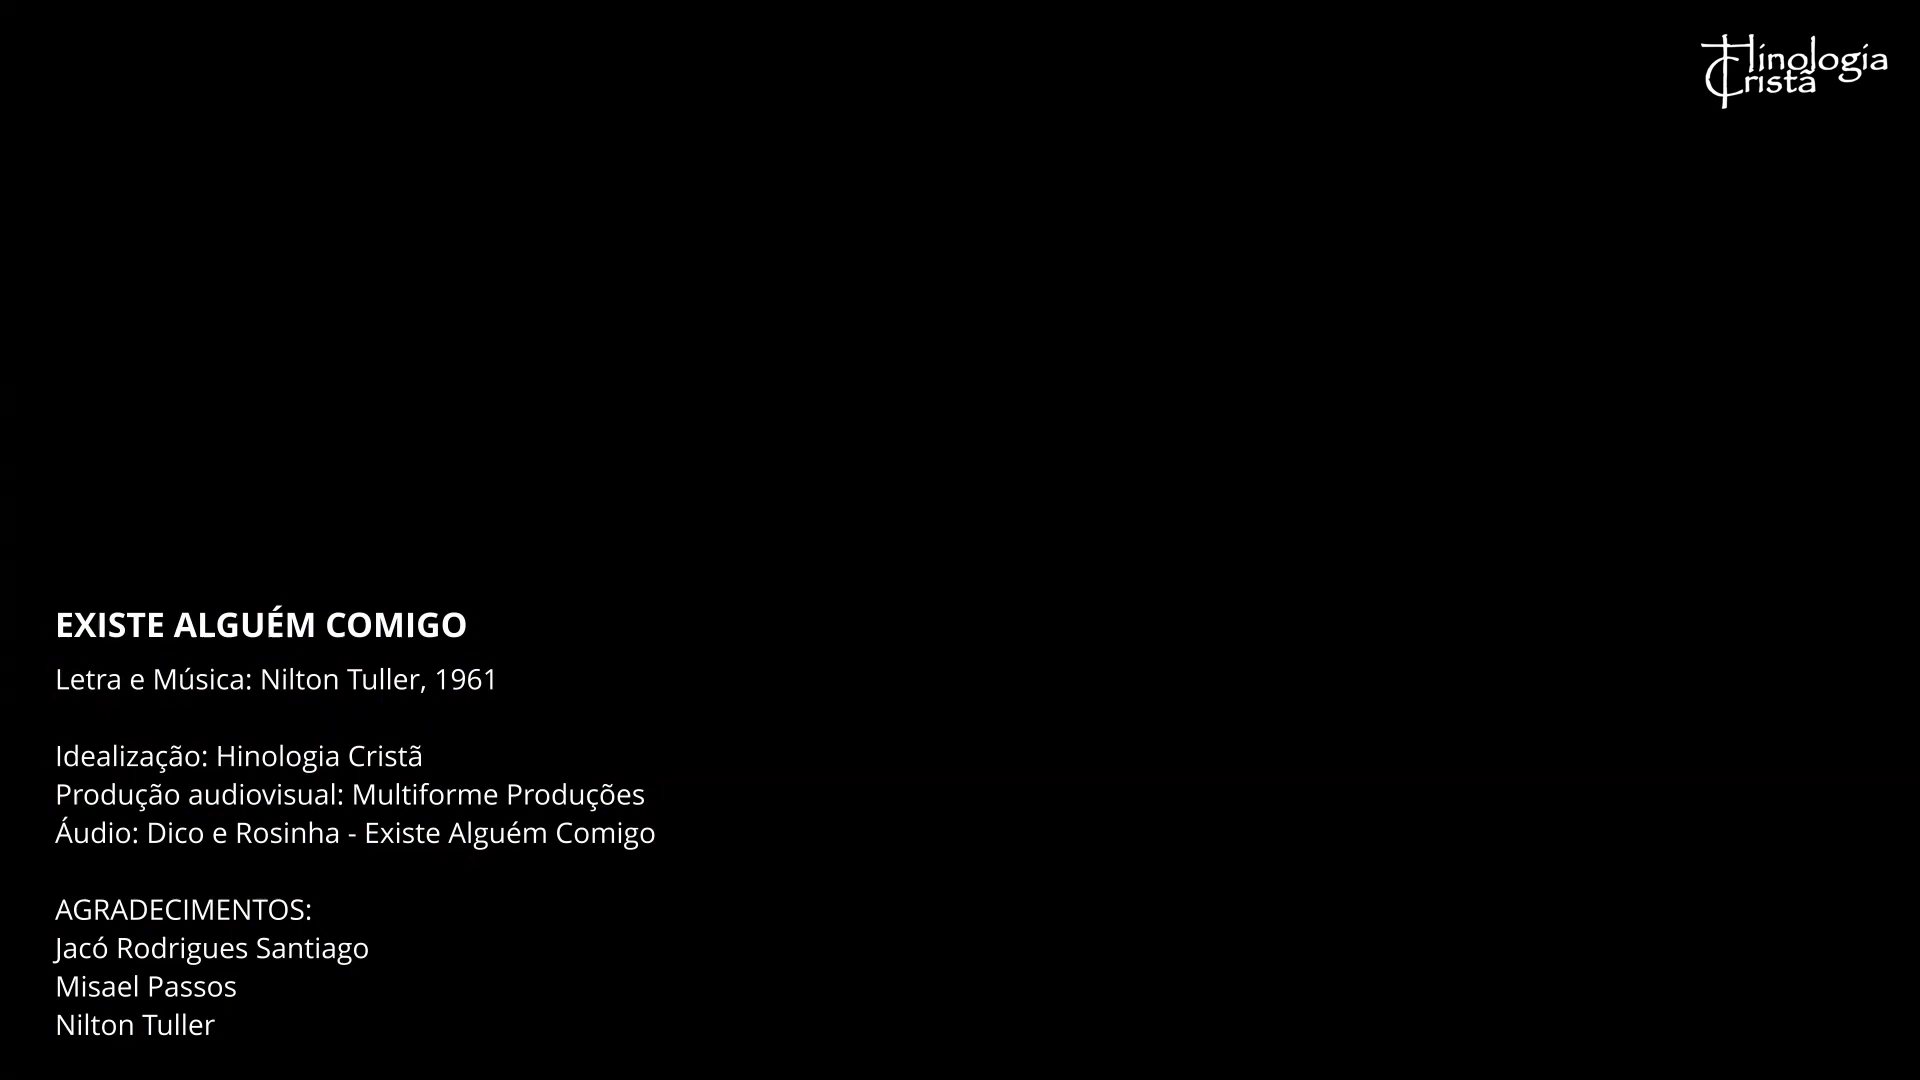 Hinologia
Cristã
EXISTE ALGUÉM COMIGO
Letra e Música: Nilton Tuller, 1961
Idealização: Hinologia Cristã
Produção audiovisual: Multiforme Produções
Áudio: Dico e Rosinha - Existe Alguém Comigo
AGRADECIMENTOS:
Jacó Rodrigues Santiago
Misael Passos
Nilton Tuller